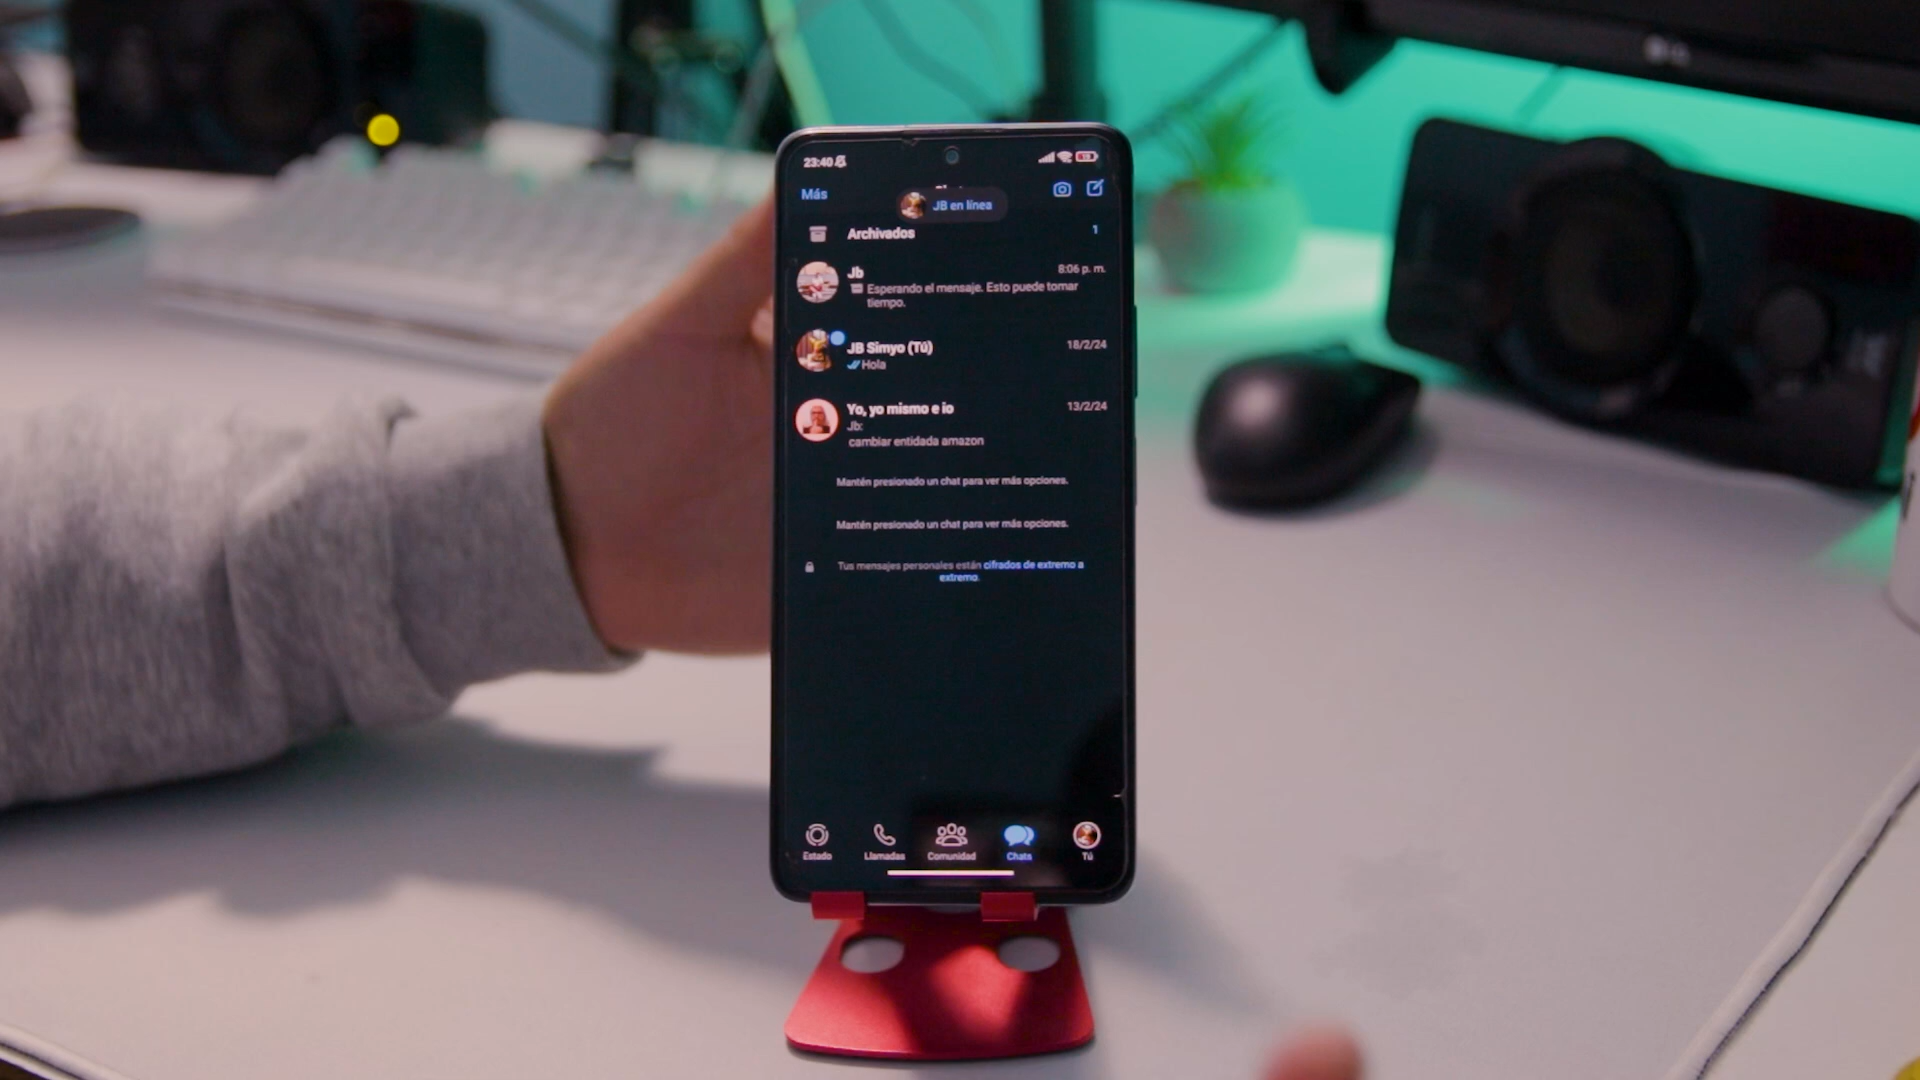 23:40
Más
JB en línea
Archivados
1
Jb
8:06 p. m.
Esperando el mensaje. Esto puede tomar
tiempo.
JB Simyo (Tú)
18/2/24
Hola
Yo, yo mismo e io
13/2/24
Jb:
cambiar entidada amazon
Mantén presionado un chat para ver más opciones.
Mantén presionado un chat para ver más opciones.
Tus mensajes personales están cifrados de extremo a
extremo.
Estado
Llamadas
Comunidad
Chats
Tú
LG